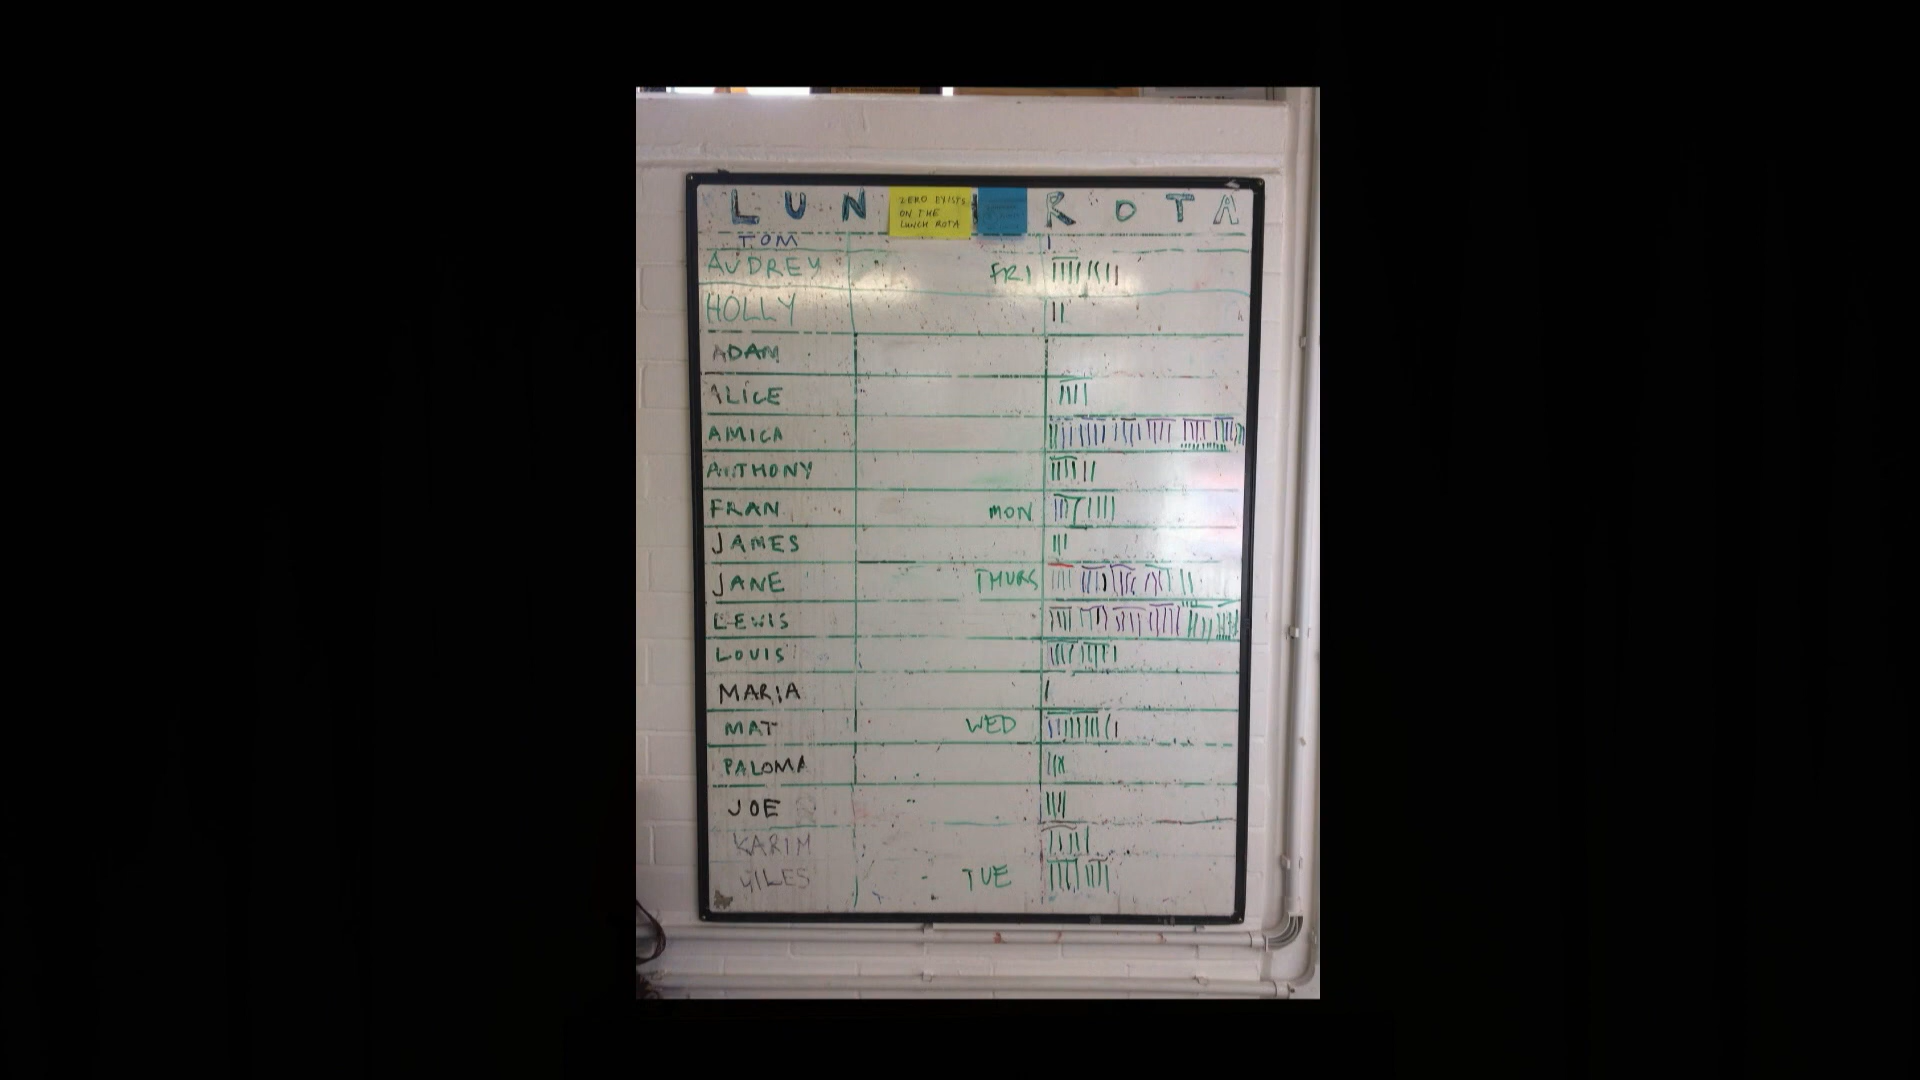 LUN
ZERO EXISTS
ON THE
LUNCH ROTA
ROTA
TOM
AUDREY FRI
HOLLY
ADAM
ALICE
AMICA
ANTHONY
FRAN MON
JAMES
JANE THURS
LEWIS
LOUIS
MARIA
MAT WED
PALOMA
JOE
KARIM
TUE